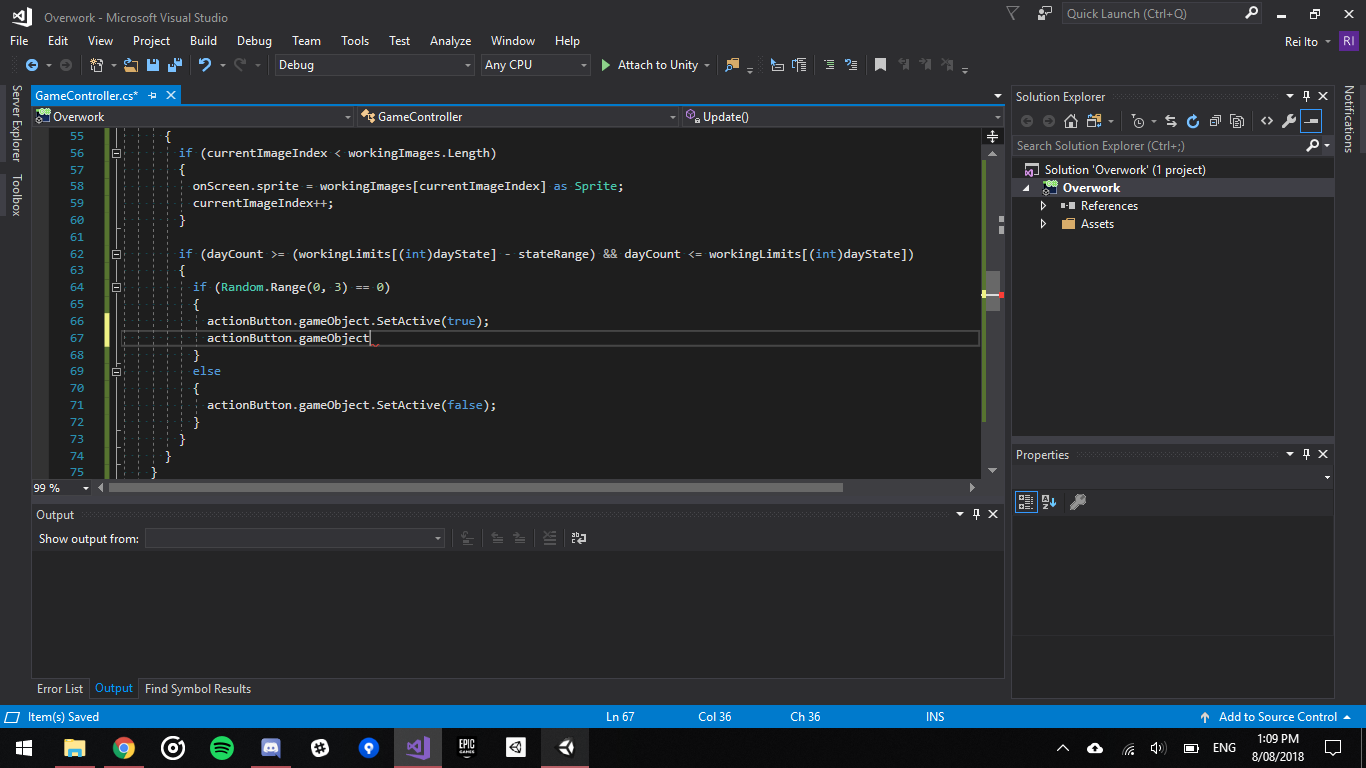 Overwork - Microsoft Visual Studio
Quick Launch (Ctrl+Q)
File Edit View Project Build Debug Team Tools Test Analyze Window Help
Rei Ito RI
Debug Any CPU Attach to Unity
Server Explorer
Toolbox
GameController.cs*
Overwork GameController Update()
55 {
56 if (currentImageIndex < workingImages.Length)
57 {
58 onScreen.sprite = workingImages[currentImageIndex] as Sprite;
59 currentImageIndex++;
60 }
61
62 if (dayCount >= (workingLimits[(int)dayState] - stateRange) && dayCount <= workingLimits[(int)dayState])
63 {
64 if (Random.Range(0, 3) == 0)
65 {
66 actionButton.gameObject.SetActive(true);
67 actionButton.gameObject
68 }
69 else
70 {
71 actionButton.gameObject.SetActive(false);
72 }
73 }
74 }
75 }
99 %
Output
Show output from:
Error List Output Find Symbol Results
Solution Explorer
Search Solution Explorer (Ctrl+;)
Solution 'Overwork' (1 project)
Overwork
References
Assets
Properties
Notifications
Item(s) Saved Ln 67 Col 36 Ch 36 INS Add to Source Control
EPIC GAMES
ENG
1:09 PM
8/08/2018